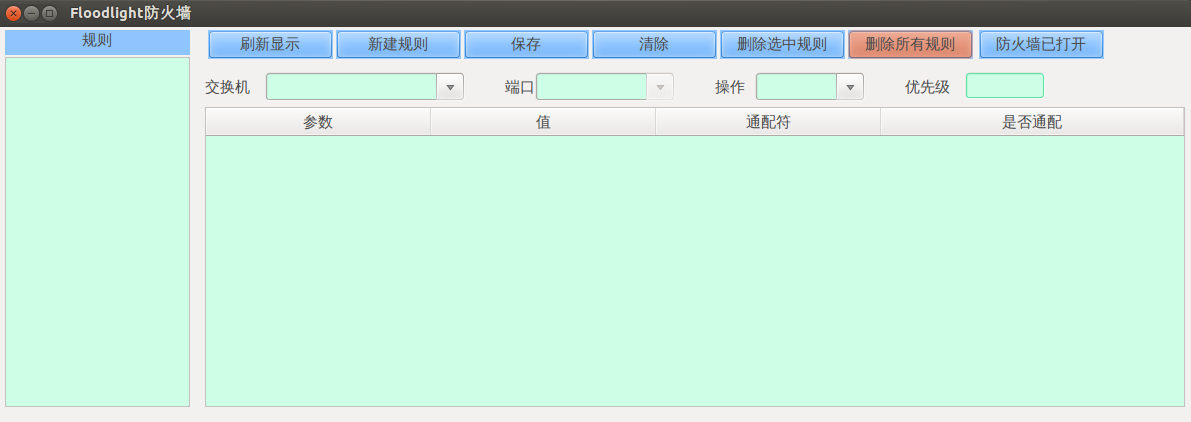 Floodlight防火墙
规则
刷新显示 新建规则 保存 清除 删除选中规则 删除所有规则 防火墙已打开
交换机 端口 操作 优先级
参数 值 通配符 是否通配